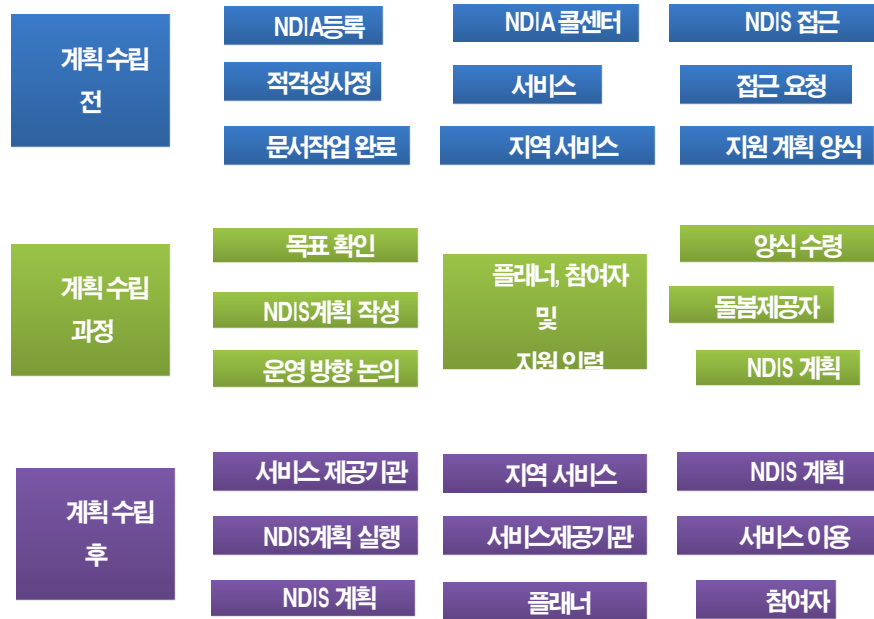 계획 수립
전
NDIA등록
NDIA 콜센터
NDIS 접근
적격성사정
서비스
접근 요청
문서작업 완료
지역 서비스
지원 계획 양식
계획 수립
과정
목표 확인
플래너, 참여자
및
지원 인력
양식 수령
NDIS계획 작성
돌봄제공자
운영 방향 논의
NDIS 계획
계획 수립
후
서비스 제공기관
지역 서비스
NDIS 계획
NDIS계획 실행
서비스제공기관
서비스 이용
NDIS 계획
플래너
참여자